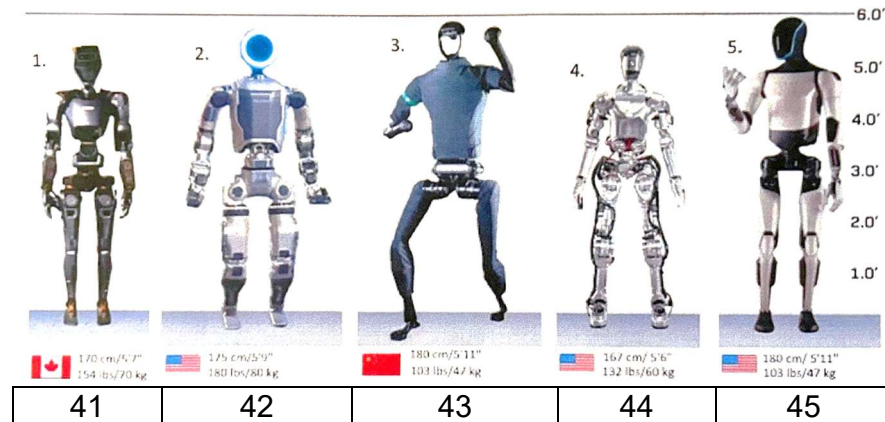 6.0'
1. 2. 3. 4. 5.
5.0'
4.0'
3.0'
2.0'
1.0'
170 cm/5'7" 175 cm/5'9" 180 cm/5'11" 167 cm/ 5'6" 180 cm/ 5'11"
154 lbs/70 kg 180 lbs/80 kg 103 lbs/47 kg 132 lbs/60 kg 103 lbs/47 kg
41 42 43 44 45